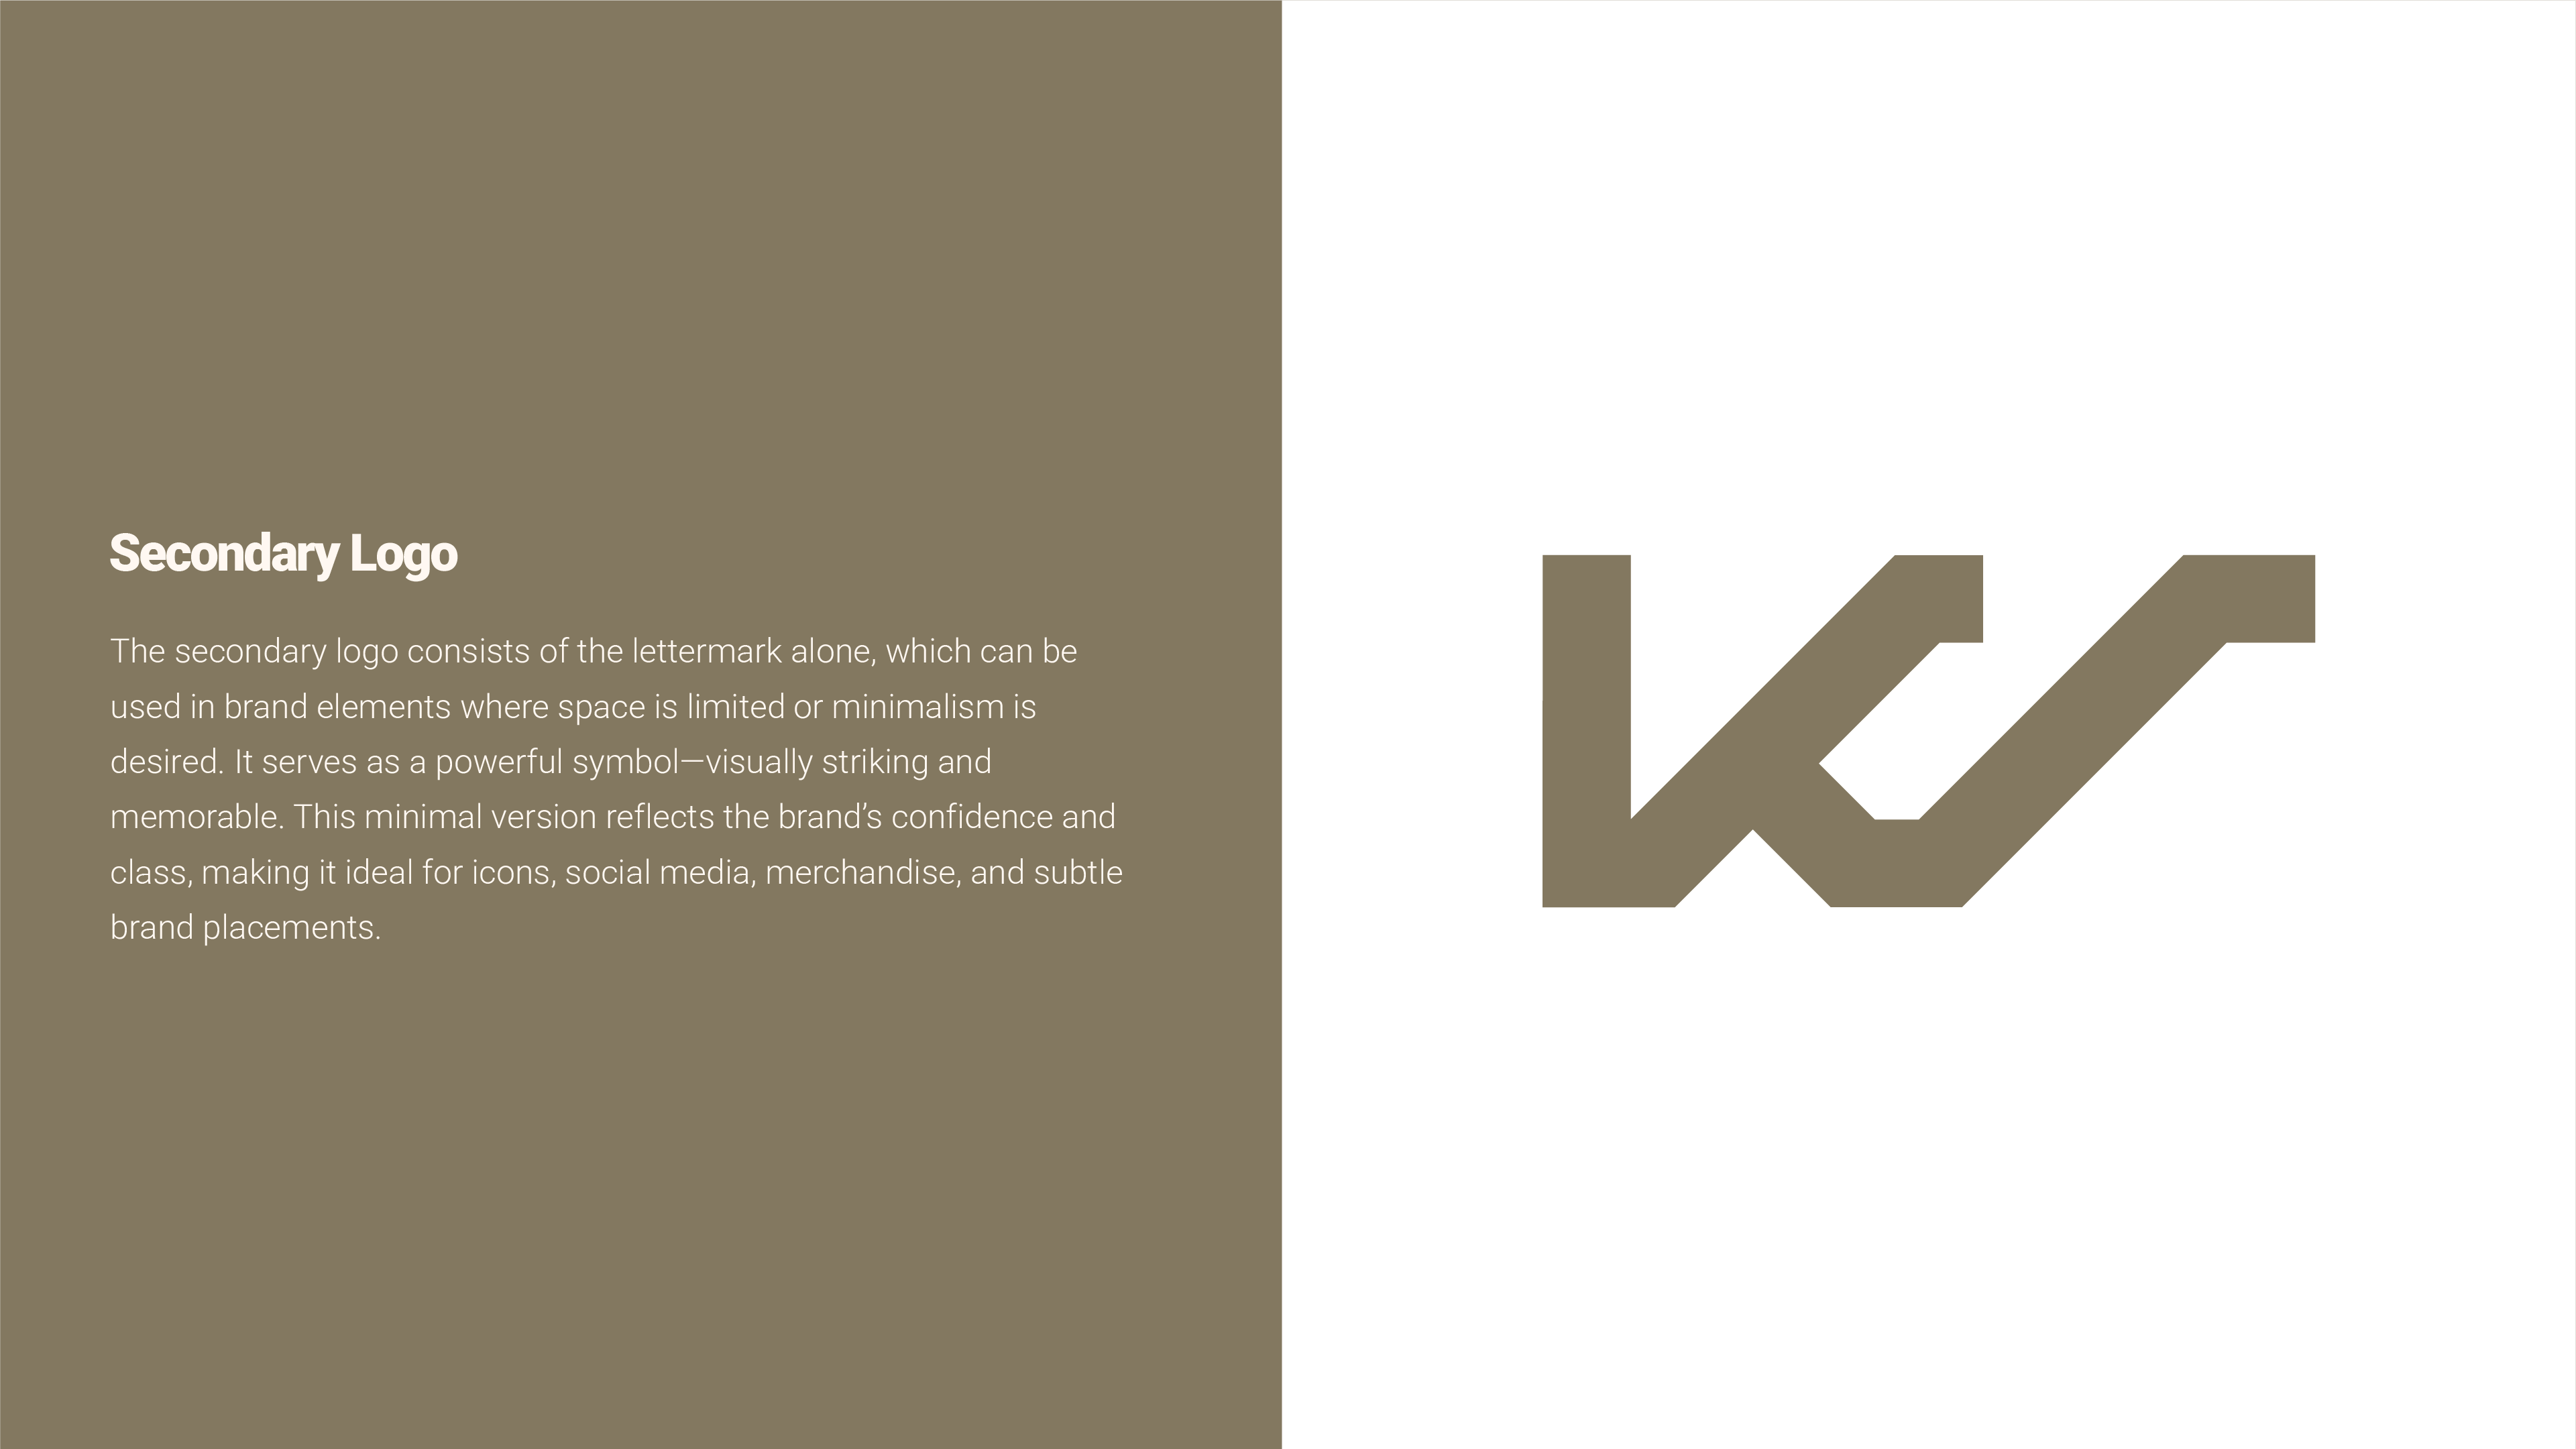 Secondary Logo
The secondary logo consists of the lettermark alone, which can be
used in brand elements where space is limited or minimalism is
desired. It serves as a powerful symbol—visually striking and
memorable. This minimal version reflects the brand’s confidence and
class, making it ideal for icons, social media, merchandise, and subtle
brand placements.